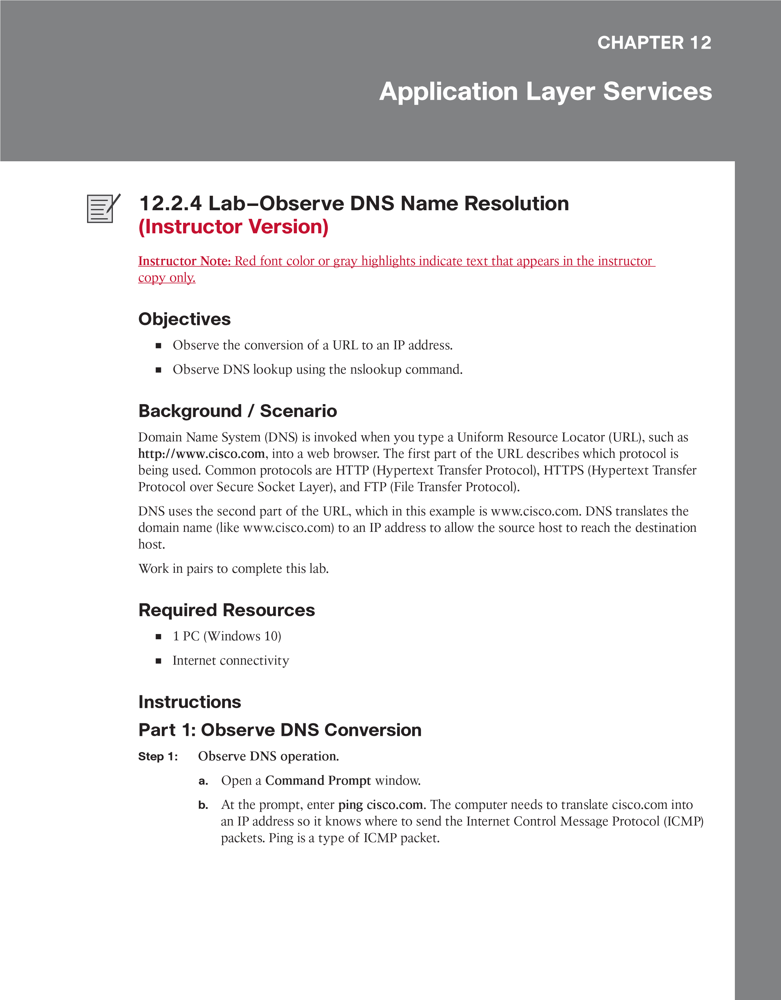 CHAPTER 12
Application Layer Services
12.2.4 Lab–Observe DNS Name Resolution
(Instructor Version)
Instructor Note: Red font color or gray highlights indicate text that appears in the instructor
copy only.
Objectives
■ Observe the conversion of a URL to an IP address.
■ Observe DNS lookup using the nslookup command.
Background / Scenario
Domain Name System (DNS) is invoked when you type a Uniform Resource Locator (URL), such as
http://www.cisco.com, into a web browser. The first part of the URL describes which protocol is
being used. Common protocols are HTTP (Hypertext Transfer Protocol), HTTPS (Hypertext Transfer
Protocol over Secure Socket Layer), and FTP (File Transfer Protocol).
DNS uses the second part of the URL, which in this example is www.cisco.com. DNS translates the
domain name (like www.cisco.com) to an IP address to allow the source host to reach the destination
host.
Work in pairs to complete this lab.
Required Resources
■ 1 PC (Windows 10)
■ Internet connectivity
Instructions
Part 1: Observe DNS Conversion
Step 1: Observe DNS operation.
a. Open a Command Prompt window.
b. At the prompt, enter ping cisco.com. The computer needs to translate cisco.com into
an IP address so it knows where to send the Internet Control Message Protocol (ICMP)
packets. Ping is a type of ICMP packet.